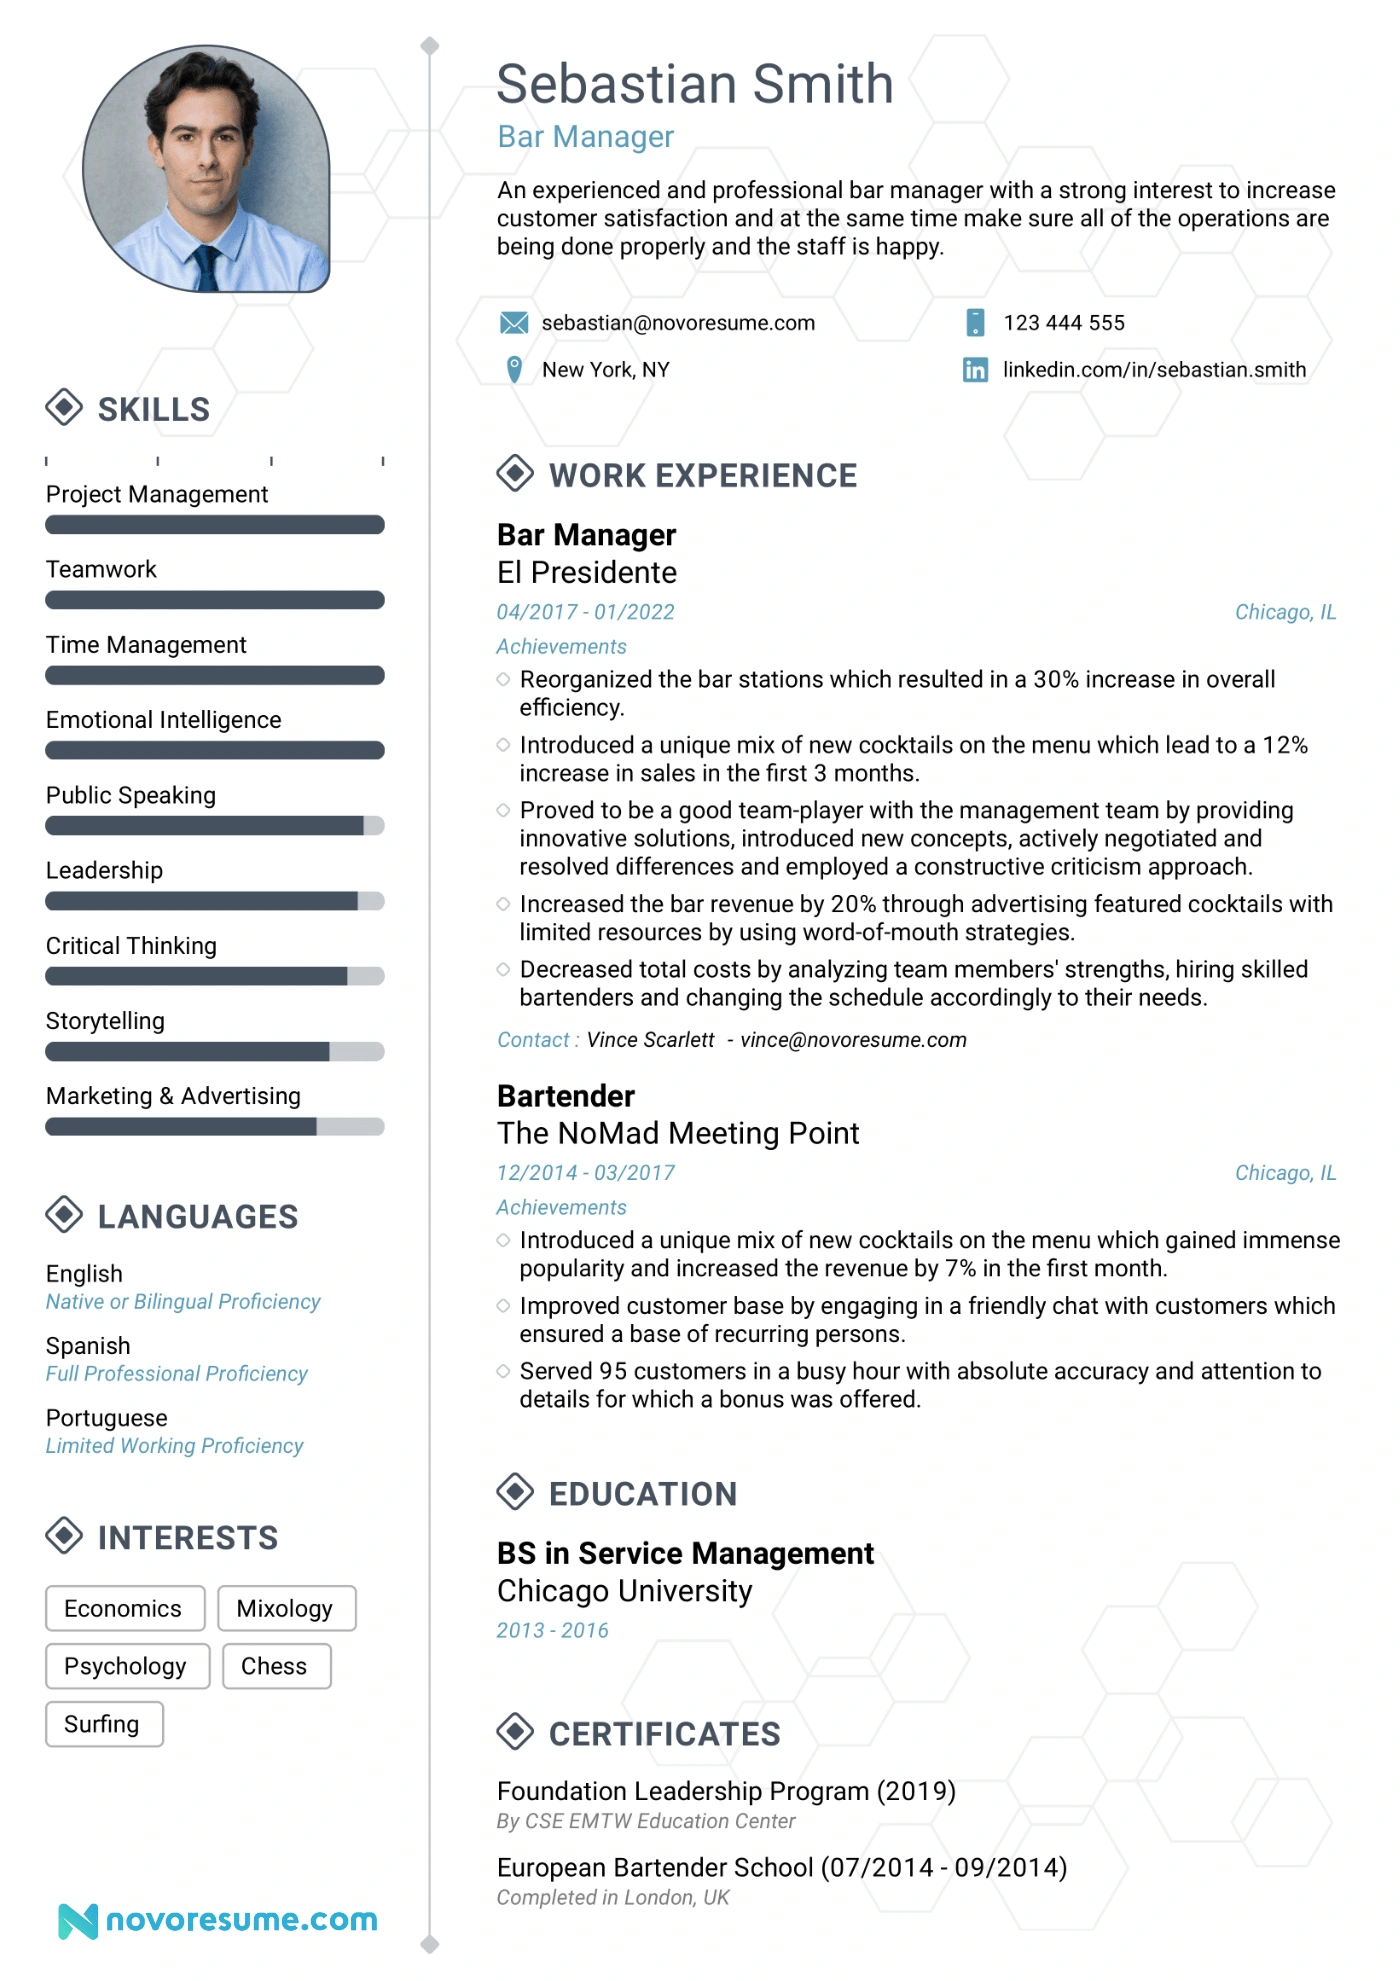 Sebastian Smith
Bar Manager
An experienced and professional bar manager with a strong interest to increase
customer satisfaction and at the same time make sure all of the operations are
being done properly and the staff is happy.
sebastian@novoresume.com
123 444 555
New York, NY
linkedin.com/in/sebastian.smith
SKILLS
Project Management
Teamwork
Time Management
Emotional Intelligence
Public Speaking
Leadership
Critical Thinking
Storytelling
Marketing & Advertising
LANGUAGES
English
Native or Bilingual Proficiency
Spanish
Full Professional Proficiency
Portuguese
Limited Working Proficiency
INTERESTS
Economics
Mixology
Psychology
Chess
Surfing
novoresume.com
WORK EXPERIENCE
Bar Manager
El Presidente
04/2017 - 01/2022
Chicago, IL
Achievements
Reorganized the bar stations which resulted in a 30% increase in overall
efficiency.
Introduced a unique mix of new cocktails on the menu which lead to a 12%
increase in sales in the first 3 months.
Proved to be a good team-player with the management team by providing
innovative solutions, introduced new concepts, actively negotiated and
resolved differences and employed a constructive criticism approach.
Increased the bar revenue by 20% through advertising featured cocktails with
limited resources by using word-of-mouth strategies.
Decreased total costs by analyzing team members' strengths, hiring skilled
bartenders and changing the schedule accordingly to their needs.
Contact : Vince Scarlett - vince@novoresume.com
Bartender
The NoMad Meeting Point
12/2014 - 03/2017
Chicago, IL
Achievements
Introduced a unique mix of new cocktails on the menu which gained immense
popularity and increased the revenue by 7% in the first month.
Improved customer base by engaging in a friendly chat with customers which
ensured a base of recurring persons.
Served 95 customers in a busy hour with absolute accuracy and attention to
details for which a bonus was offered.
EDUCATION
BS in Service Management
Chicago University
2013 - 2016
CERTIFICATES
Foundation Leadership Program (2019)
By CSE EMTW Education Center
European Bartender School (07/2014 - 09/2014)
Completed in London, UK